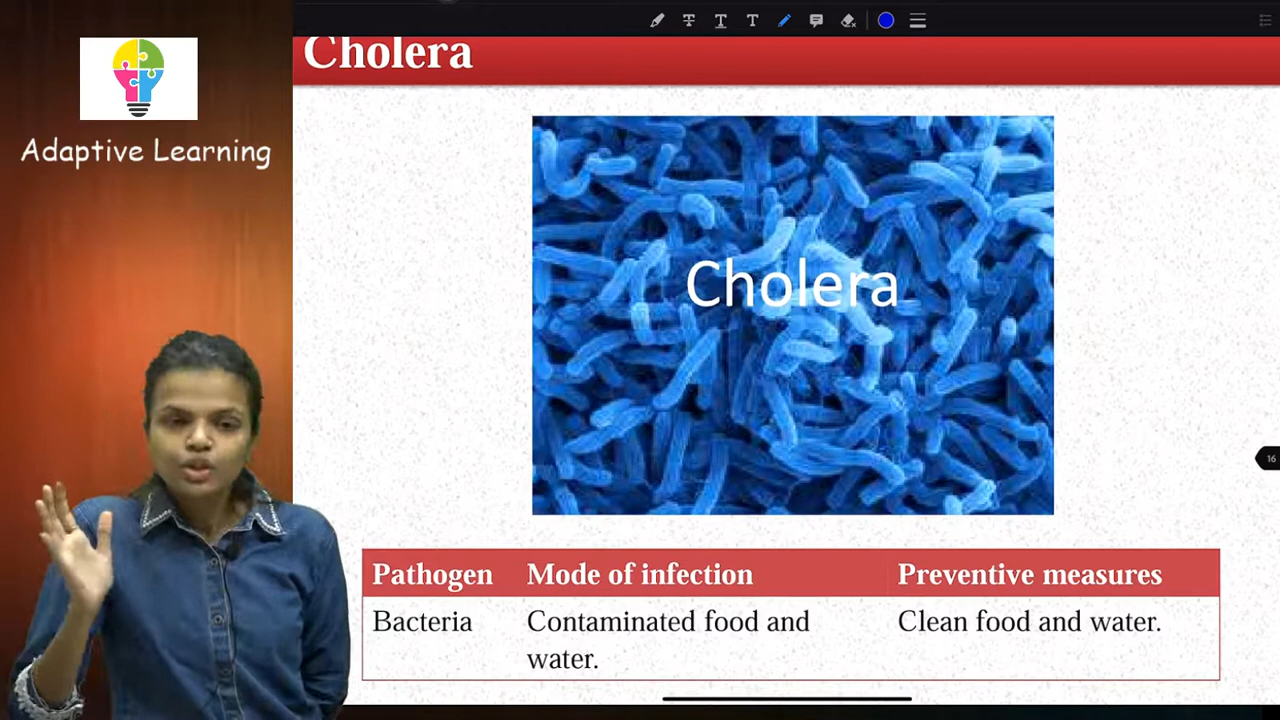 Cholera
Adaptive Learning
Cholera
16
Pathogen Mode of infection Preventive measures
Bacteria Contaminated food and Clean food and water.
water.